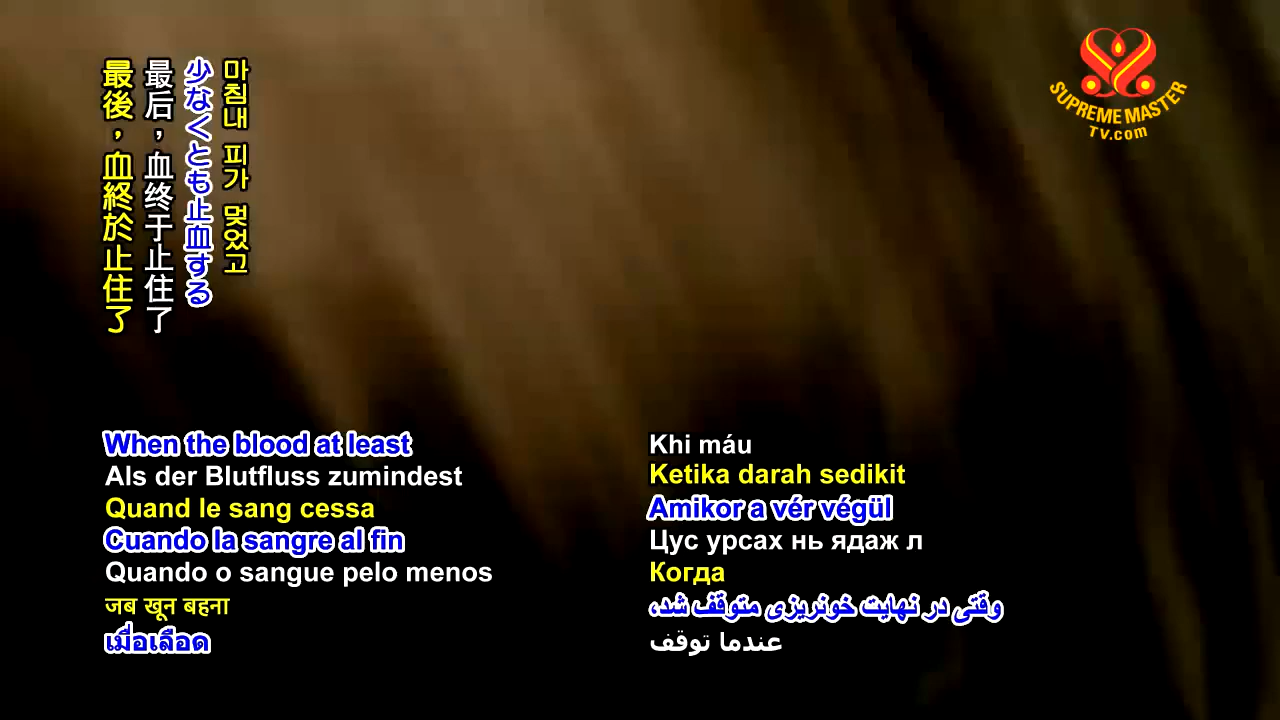 最後，血終於止住了
最后，血终于止住了
少なくとも止血する
마침내 피가 멎었고
SUPREME MASTER
TV.com
When the blood at least
Als der Blutfluss zumindest
Quand le sang cessa
Cuando la sangre al fin
Quando o sangue pelo menos
जब खून बहना
เมื่อเลือด
Khi máu
Ketika darah sedikit
Amikor a vér végül
Цус урсах нь ядаж л
Когда
وقتی در نهایت خونریزی متوقف شد،
عندما توقف